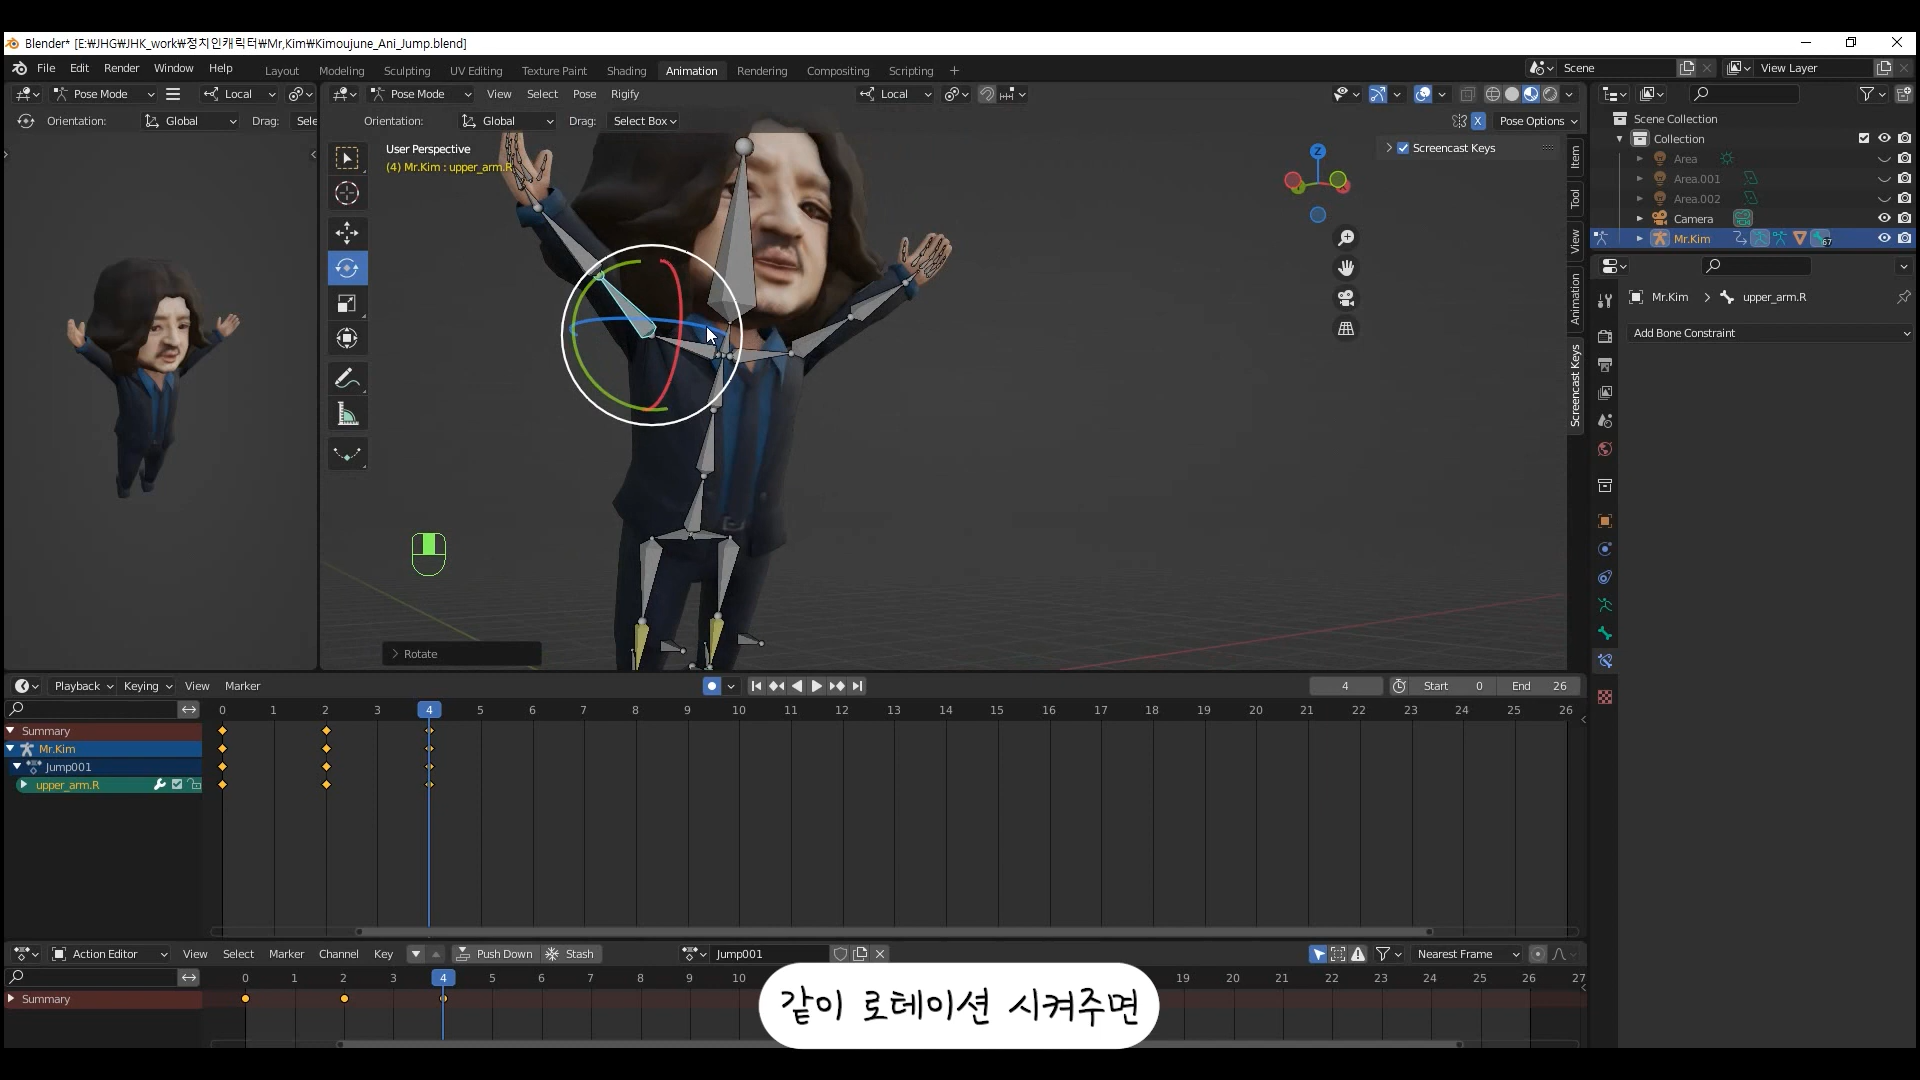 Blender* [E:₩JHG₩JHK_work₩정치인캐릭터₩Mr,Kim₩Kimoujune_Ani_Jump.blend]
File Edit Render Window Help Layout Modeling Sculpting UV Editing Texture Paint Shading Animation Rendering Compositing Scripting + Scene View Layer
Pose Mode Local Pose Mode View Select Pose Rigify Local
Orientation: Global Drag: Sele Orientation: Global Drag: Select Box X Pose Options
User Perspective
(4) Mr.Kim : upper_arm.R
Screencast Keys
Z
Item
Tool
View
Animation
Screencast Keys
Rotate
Scene Collection
Collection
Area
Area.001
Area.002
Camera
Mr.Kim 67
Mr.Kim > upper_arm.R
Add Bone Constraint
Playback Keying View Marker 4 Start 0 End 26
0 1 2 3 4 5 6 7 8 9 10 11 12 13 14 15 16 17 18 19 20 21 22 23 24 25 26
Summary
Mr.Kim
Jump001
upper_arm.R
Action Editor View Select Marker Channel Key Push Down Stash Jump001 Nearest Frame
0 1 2 3 4 5 6 7 8 9 10 19 20 21 22 23 24 25 26 27
Summary
같이 로테이션 시켜주면